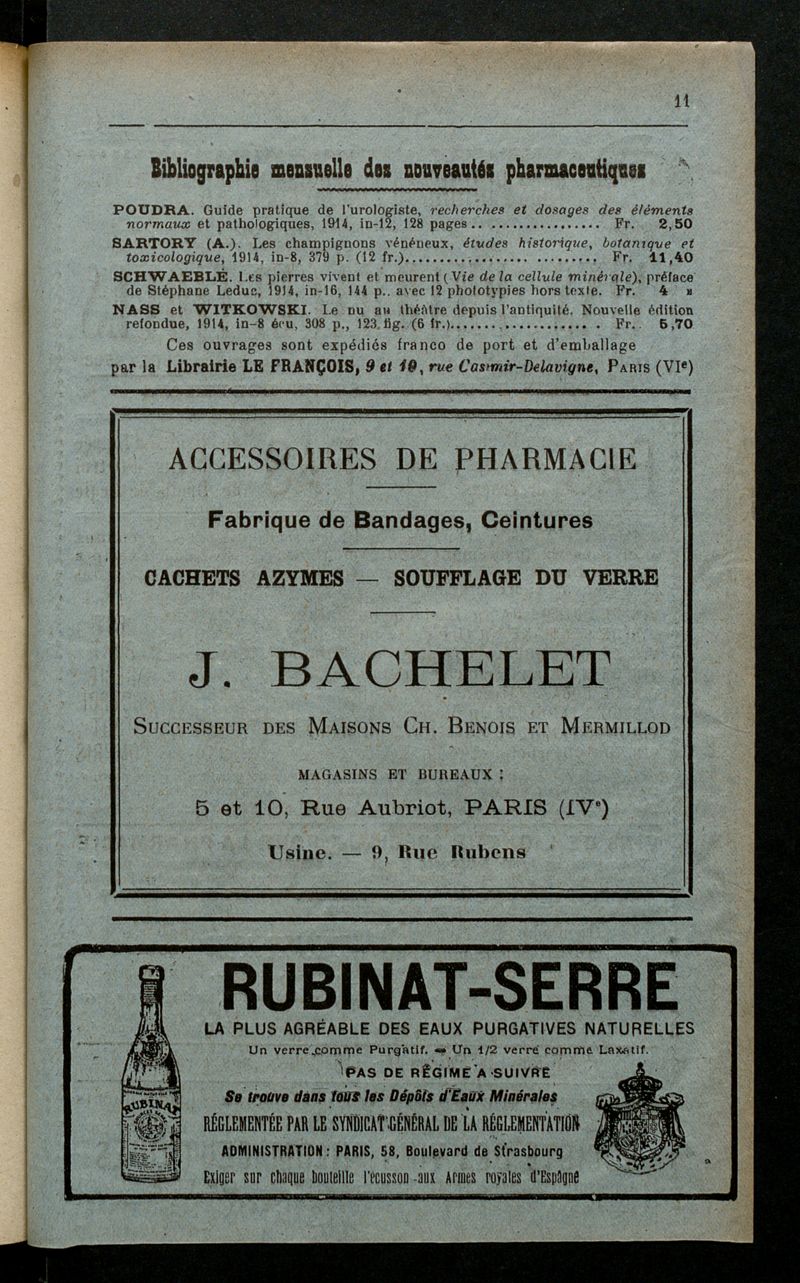 11
Bibliographie mensuelle des nouveautés pharmaceutiques
POUDRA. Guide pratique de l'urologiste, recherches et dosages des éléments
normaux et pathologiques, 1914, in-12, 128 pages.. ................. Fr. 2,50
SARTORY (A.). Les champignons vénéneux, études historique, botanique et
toxicologique, 1914, in-8, 379 p. (12 fr.)............................ Fr. 11,40
SCHWAEBLÉ. Les pierres vivent et meurent (Vie de la cellule minérale), préface
de Stéphane Leduc, 1914, in-16, 144 p.. avec 12 phototypies hors texte. Fr. 4 »
NASS et WITKOWSKI. Le nu au théâtre depuis l'antiquité. Nouvelle édition
refondue, 1914, in-8 écu, 308 p., 123 fig. (6 fr.)..................... Fr. 5,70
Ces ouvrages sont expédiés franco de port et d'emballage
par la Librairie LE FRANÇOIS, 9 et 10, rue Casimir-Delavigne, PARIS (VIe)
ACCESSOIRES DE PHARMACIE
Fabrique de Bandages, Ceintures
CACHETS AZYMES — SOUFFLAGE DU VERRE
J. BACHELET
SUCCESSEUR DES MAISONS CH. BENOIS ET MERMILLOD
MAGASINS ET BUREAUX :
5 et 10, Rue Aubriot, PARIS (IVe)
Usine. — 9, Rue Rubens
RUBINAT-SERRE
LA PLUS AGRÉABLE DES EAUX PURGATIVES NATURELLES
Un verre comme Purgatif. — Un 1/2 verre comme Laxatif.
PAS DE RÉGIME A SUIVRE
Se trouve dans tous les Dépôts d'Eaux Minérales
RÉGLEMENTÉE PAR LE SYNDICAT GÉNÉRAL DE LA RÉGLEMENTATION
ADMINISTRATION : PARIS, 58, Boulevard de Strasbourg
Exiger sur chaque bouteille l'écusson aux Armes royales d'Espagne
RUBINAT